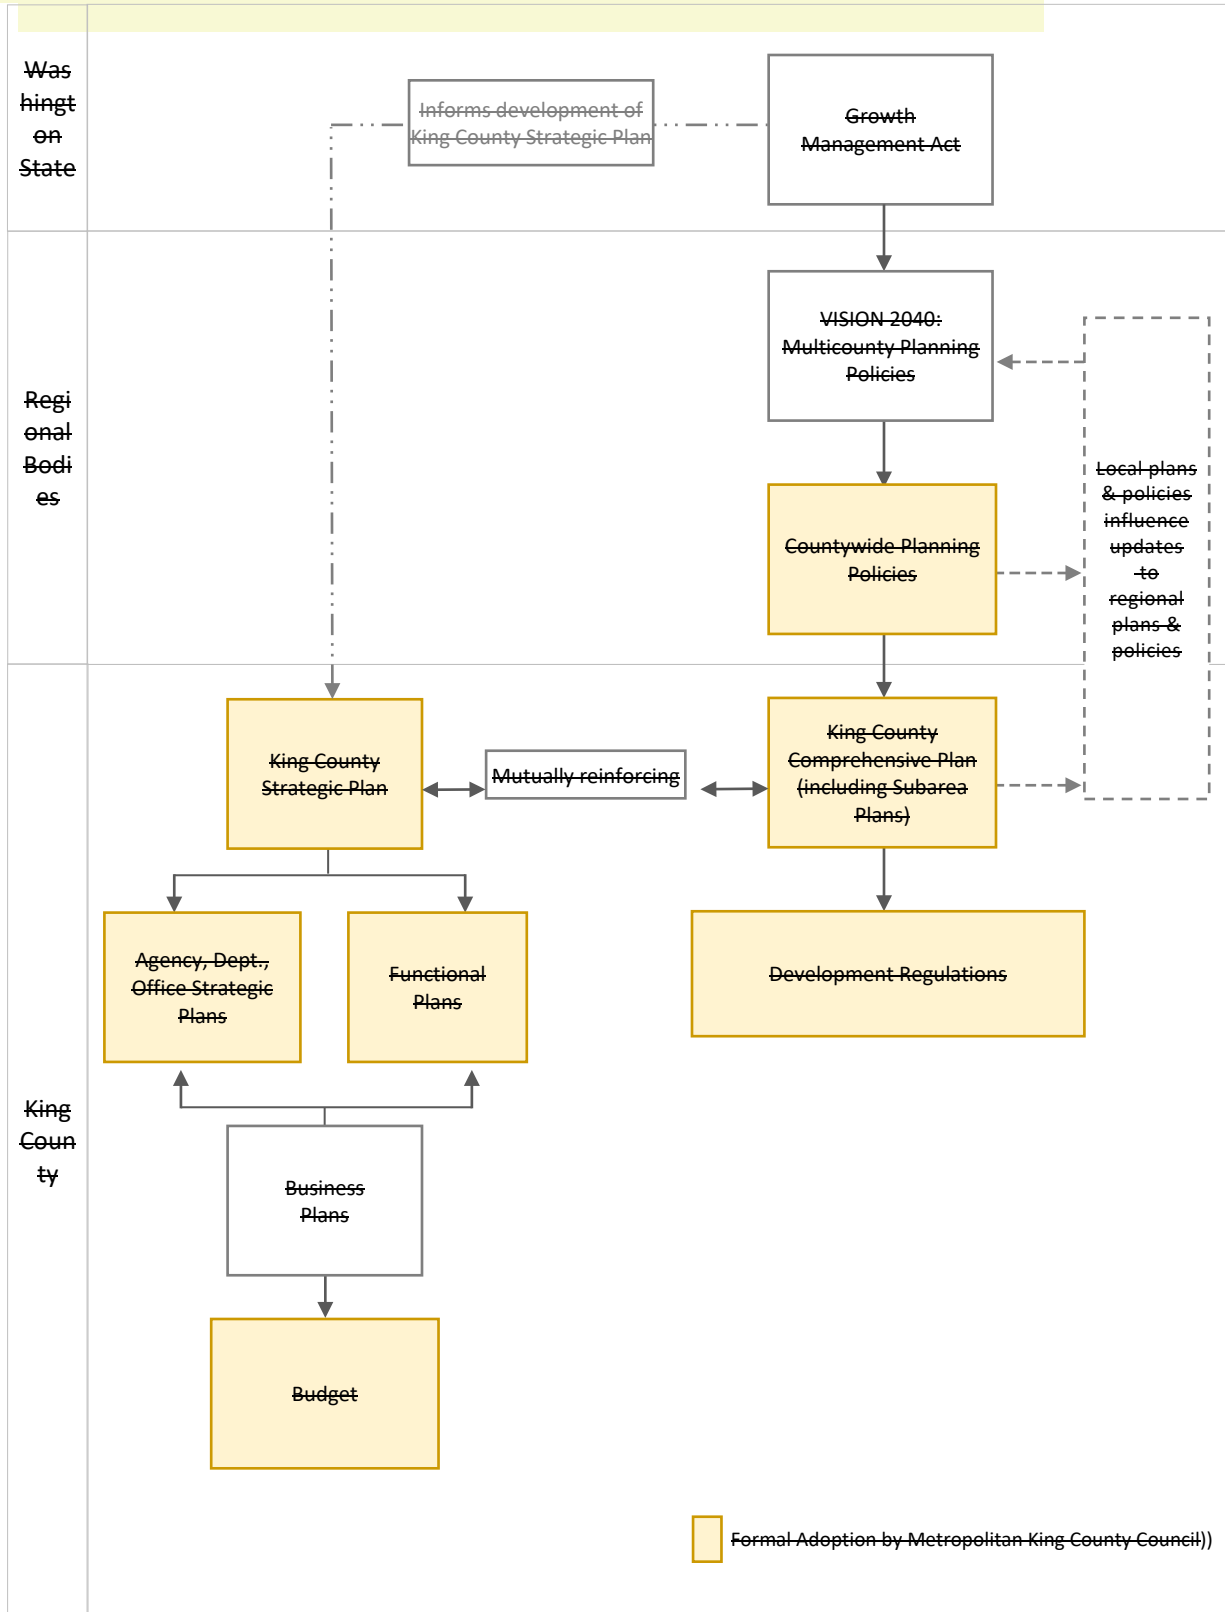 Was
hingt
on
State
Informs development of
King County Strategic Plan
Growth
Management Act
Regi
onal
Bodi
es
VISION 2040:
Multicounty Planning
Policies
Countywide Planning
Policies
Local plans
& policies
influence
updates
to
regional
plans &
policies
King
Coun
ty
King County
Strategic Plan
Mutually reinforcing
King County
Comprehensive Plan
(including Subarea
Plans)
Agency, Dept.,
Office Strategic
Plans
Functional
Plans
Development Regulations
Business
Plans
Budget
Formal Adoption by Metropolitan King County Council))